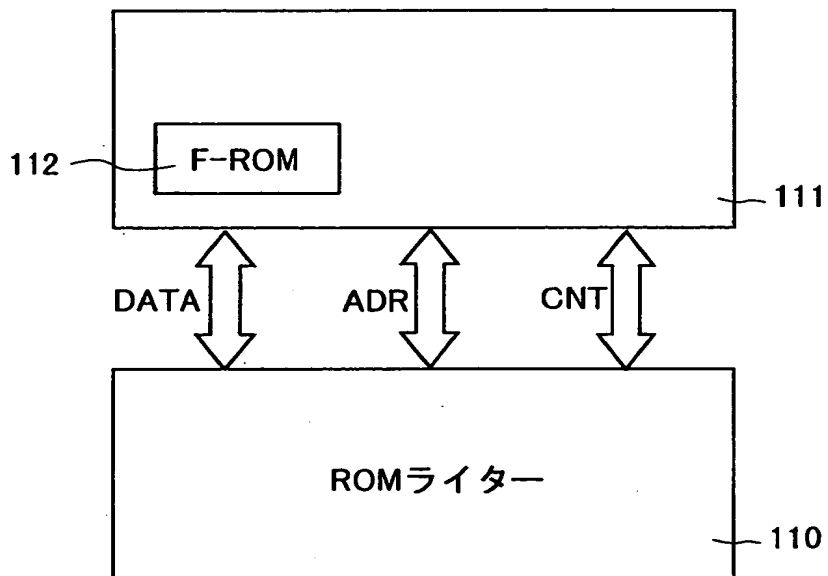 F-ROM
112
111
DATA
ADR
CNT
ROMライター
110